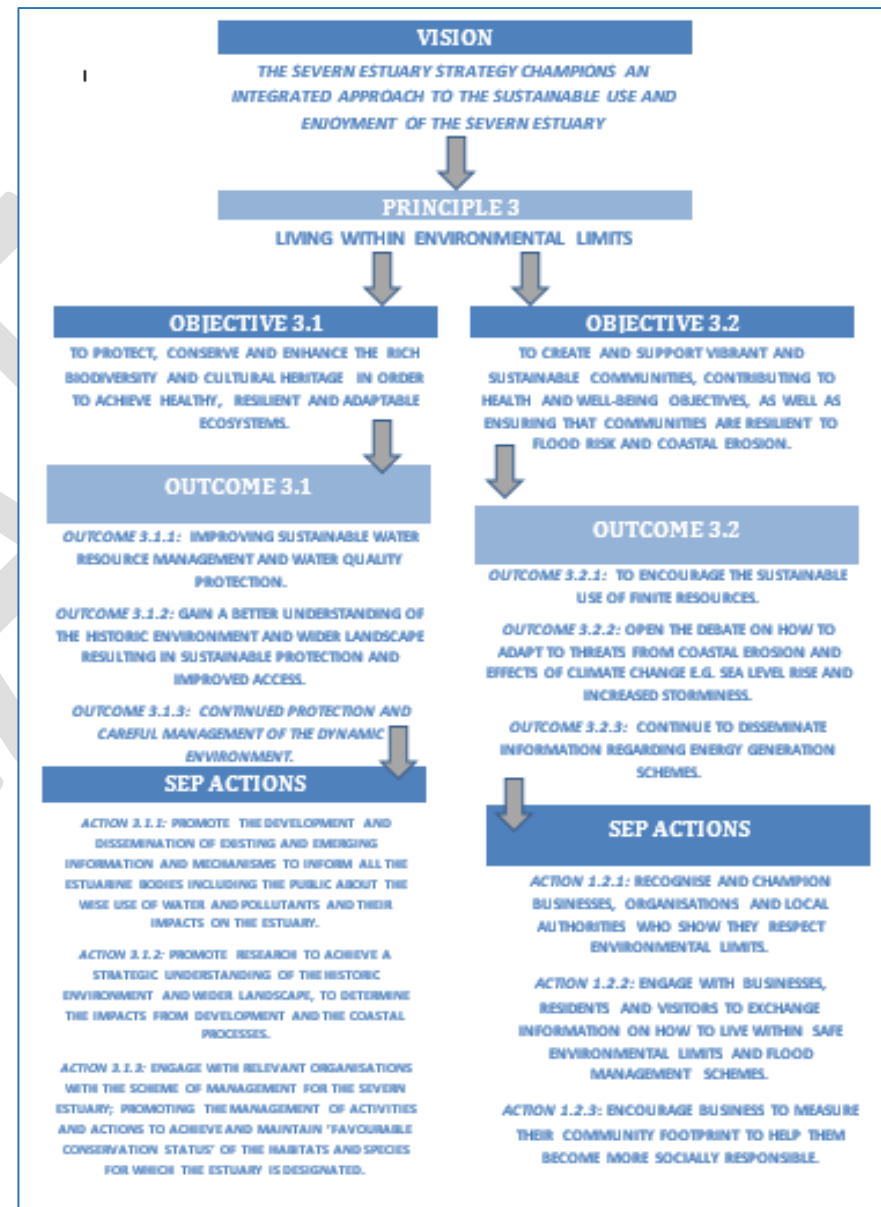 VISION
THE SEVERN ESTUARY STRATEGY CHAMPIONS AN
INTEGRATED APPROACH TO THE SUSTAINABLE USE AND
ENJOYMENT OF THE SEVERN ESTUARY
PRINCIPLE 3
LIVING WITHIN ENVIRONMENTAL LIMITS
OBJECTIVE 3.1
TO PROTECT, CONSERVE AND ENHANCE THE RICH
BIODIVERSITY AND CULTURAL HERITAGE IN ORDER
TO ACHIEVE HEALTHY, RESILIENT AND ADAPTABLE
ECOSYSTEMS.
OUTCOME 3.1
OUTCOME 3.1.1: IMPROVING SUSTAINABLE WATER
RESOURCE MANAGEMENT AND WATER QUALITY
PROTECTION.
OUTCOME 3.1.2: GAIN A BETTER UNDERSTANDING OF
THE HISTORIC ENVIRONMENT AND WIDER LANDSCAPE
RESULTING IN SUSTAINABLE PROTECTION AND
IMPROVED ACCESS.
OUTCOME 3.1.3: CONTINUED PROTECTION AND
CAREFUL MANAGEMENT OF THE DYNAMIC
ENVIRONMENT.
SEP ACTIONS
ACTION 3.1.1: PROMOTE THE DEVELOPMENT AND
DISSEMINATION OF EXISTING AND EMERGING
INFORMATION AND MECHANISMS TO INFORM ALL THE
ESTUARINE BODIES INCLUDING THE PUBLIC ABOUT THE
WISE USE OF WATER AND POLLUTANTS AND THEIR
IMPACTS ON THE ESTUARY.
ACTION 3.1.2: PROMOTE RESEARCH TO ACHIEVE A
STRATEGIC UNDERSTANDING OF THE HISTORIC
ENVIRONMENT AND WIDER LANDSCAPE, TO DETERMINE
THE IMPACTS FROM DEVELOPMENT AND THE COASTAL
PROCESSES.
ACTION 3.1.3: ENGAGE WITH RELEVANT ORGANISATIONS
WITH THE SCHEME OF MANAGEMENT FOR THE SEVERN
ESTUARY; PROMOTING THE MANAGEMENT OF ACTIVITIES
AND ACTIONS TO ACHIEVE AND MAINTAIN 'FAVOURABLE
CONSERVATION STATUS' OF THE HABITATS AND SPECIES
FOR WHICH THE ESTUARY IS DESIGNATED.
OBJECTIVE 3.2
TO CREATE AND SUPPORT VIBRANT AND
SUSTAINABLE COMMUNITIES, CONTRIBUTING TO
HEALTH AND WELL-BEING OBJECTIVES, AS WELL AS
ENSURING THAT COMMUNITIES ARE RESILIENT TO
FLOOD RISK AND COASTAL EROSION.
OUTCOME 3.2
OUTCOME 3.2.1: TO ENCOURAGE THE SUSTAINABLE
USE OF FINITE RESOURCES.
OUTCOME 3.2.2: OPEN THE DEBATE ON HOW TO
ADAPT TO THREATS FROM COASTAL EROSION AND
EFFECTS OF CLIMATE CHANGE E.G. SEA LEVEL RISE AND
INCREASED STORMINESS.
OUTCOME 3.2.3: CONTINUE TO DISSEMINATE
INFORMATION REGARDING ENERGY GENERATION
SCHEMES.
SEP ACTIONS
ACTION 1.2.1: RECOGNISE AND CHAMPION
BUSINESSES, ORGANISATIONS AND LOCAL
AUTHORITIES WHO SHOW THEY RESPECT
ENVIRONMENTAL LIMITS.
ACTION 1.2.2: ENGAGE WITH BUSINESSES,
RESIDENTS AND VISITORS TO EXCHANGE
INFORMATION ON HOW TO LIVE WITHIN SAFE
ENVIRONMENTAL LIMITS AND FLOOD
MANAGEMENT SCHEMES.
ACTION 1.2.3: ENCOURAGE BUSINESS TO MEASURE
THEIR COMMUNITY FOOTPRINT TO HELP THEM
BECOME MORE SOCIALLY RESPONSIBLE.